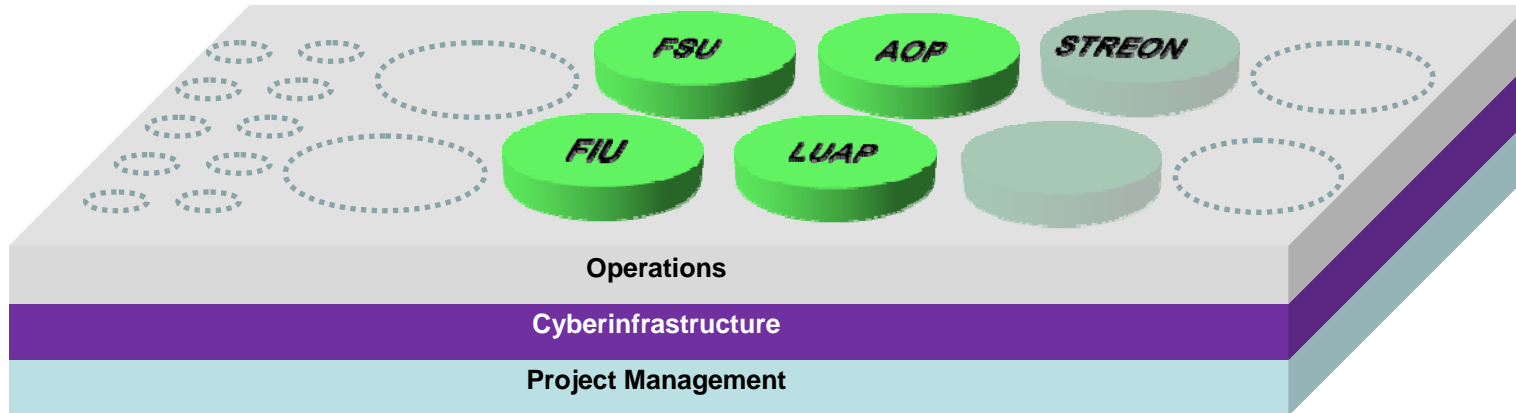 FSU
AOP
STREON
FIU
LUAP
Operations
Cyberinfrastructure
Project Management